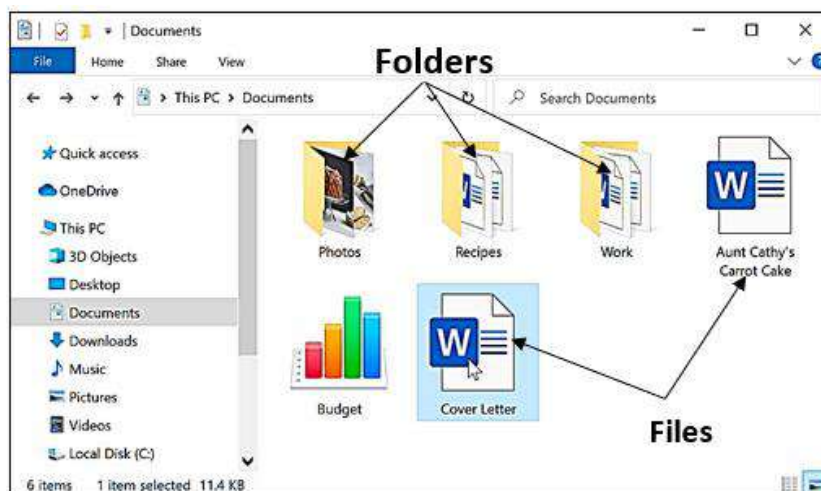 Documents
File Home Share View
Folders
This PC > Documents
Search Documents
Quick access
OneDrive
This PC
3D Objects
Desktop
Documents
Downloads
Music
Pictures
Videos
Local Disk (C:)
Photos
Recipes
Work
W
Aunt Cathy's
Carrot Cake
Budget
W
Cover Letter
Files
6 items 1 item selected 11.4 KB